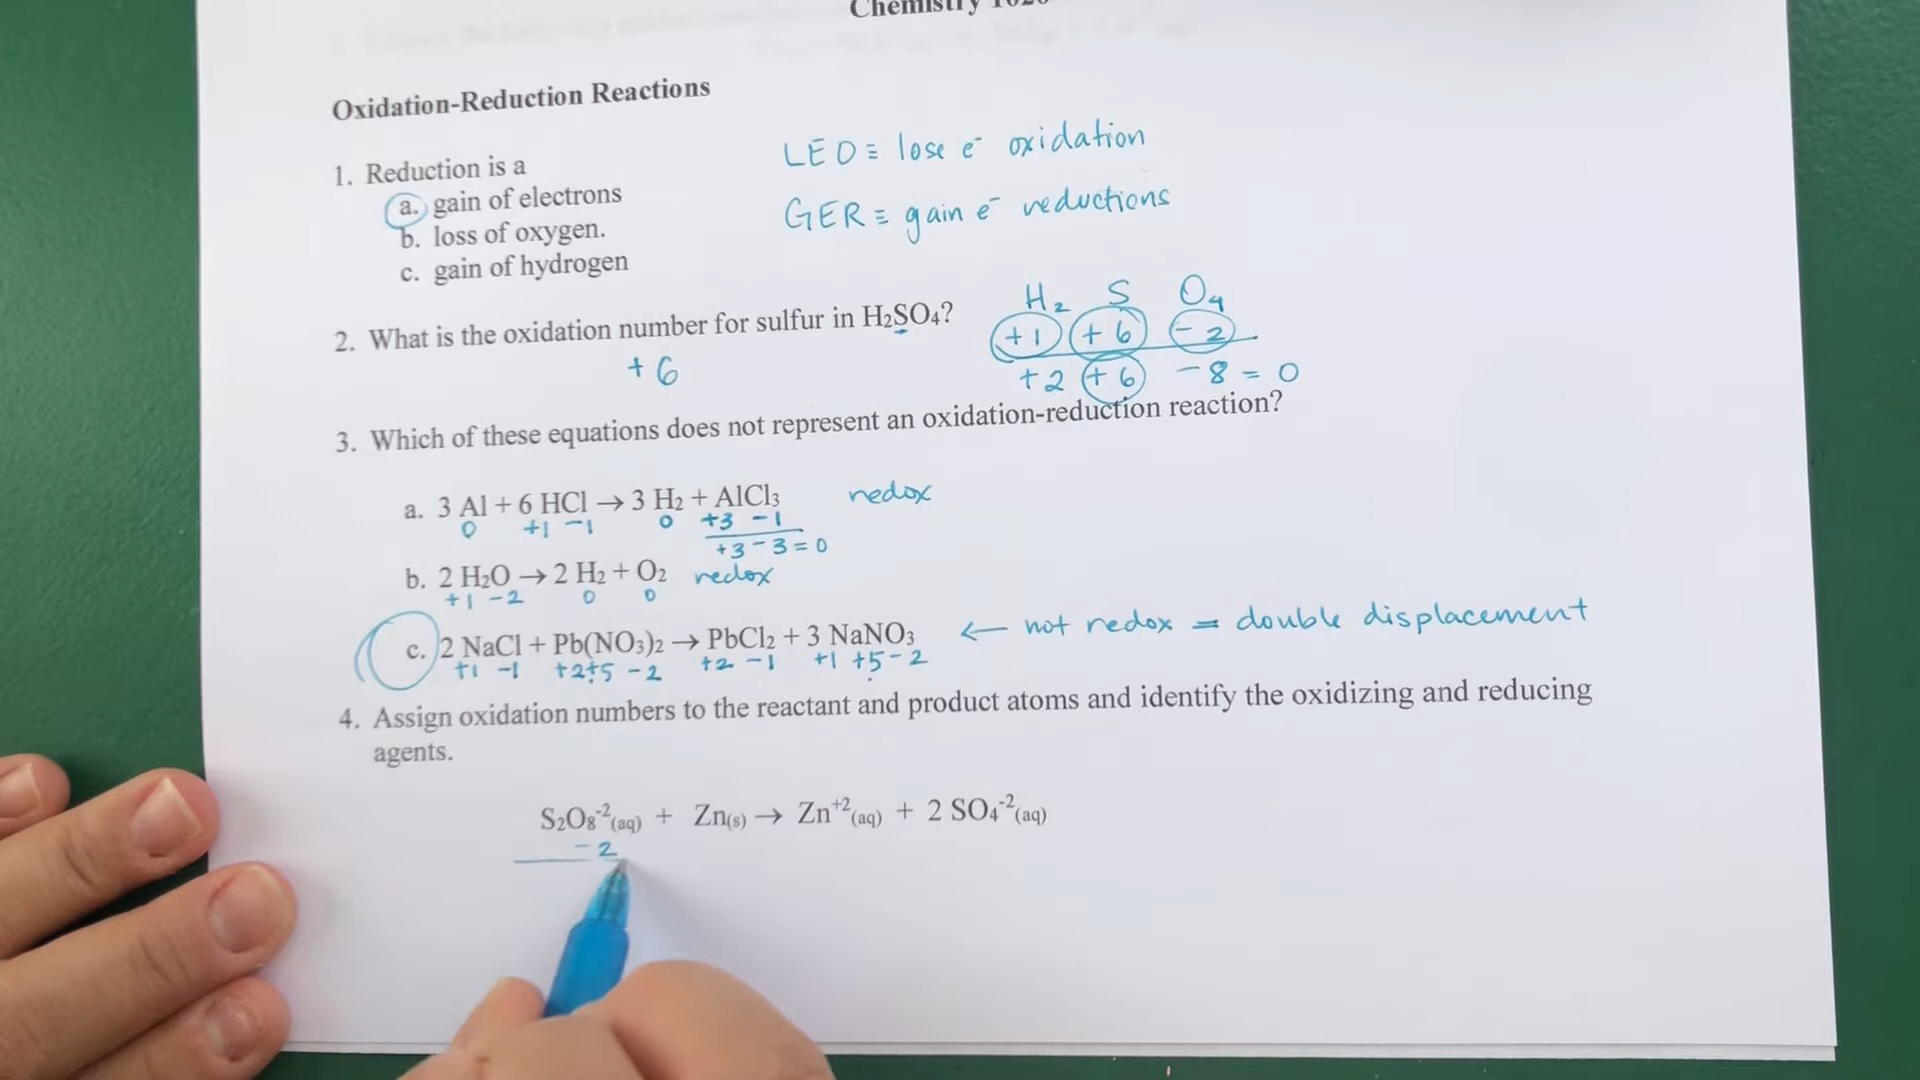 Chemistry 1020
Oxidation-Reduction Reactions
LEO ≡ lose e⁻ oxidation
1. Reduction is a
a. gain of electrons
GER ≡ gain e⁻ reductions
b. loss of oxygen.
c. gain of hydrogen
H₂ S O₄
2. What is the oxidation number for sulfur in H₂SO₄?
+1 +6 -2
+6
+2 +6 -8 = 0
3. Which of these equations does not represent an oxidation-reduction reaction?
a. 3 Al + 6 HCl → 3 H₂ + AlCl₃ redox
0 +1 -1 0 +3 -1
+3 -3 = 0
b. 2 H₂O → 2 H₂ + O₂ redox
+1 -2 0 0
c. 2 NaCl + Pb(NO₃)₂ → PbCl₂ + 3 NaNO₃ ← not redox = double displacement
+1 -1 +2+5 -2 +2 -1 +1 +5 -2
4. Assign oxidation numbers to the reactant and product atoms and identify the oxidizing and reducing
agents.
S₂O₈⁻²(aq) + Zn(s) → Zn⁺²(aq) + 2 SO₄⁻²(aq)
-2